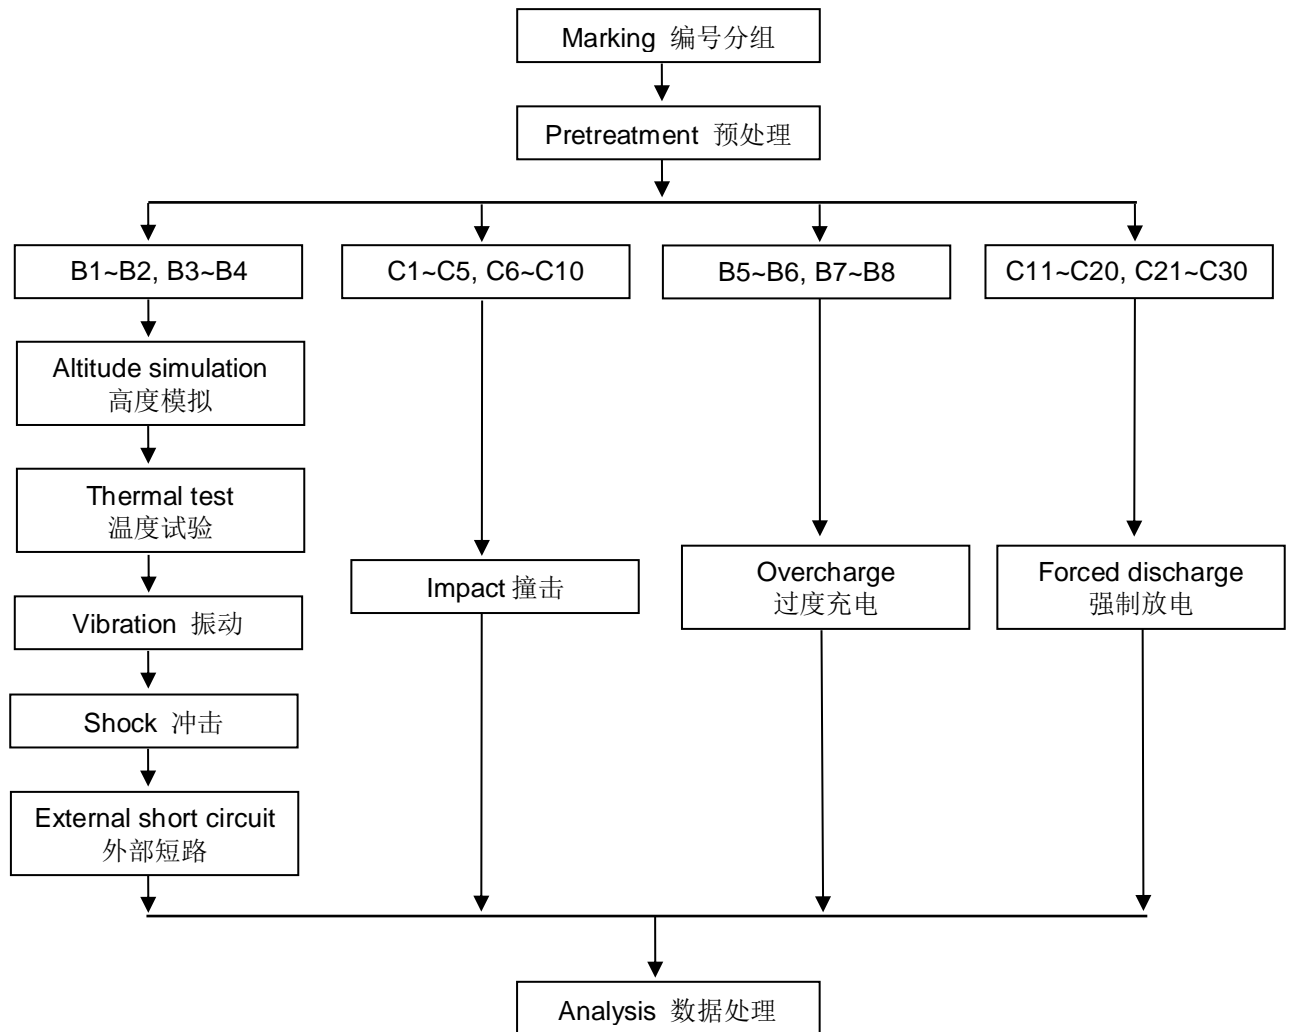 Marking 编号分组
Pretreatment 预处理
B1~B2, B3~B4
C1~C5, C6~C10
B5~B6, B7~B8
C11~C20, C21~C30
Altitude simulation
高度模拟
Thermal test
温度试验
Vibration 振动
Shock 冲击
External short circuit
外部短路
Impact 撞击
Overcharge
过度充电
Forced discharge
强制放电
Analysis 数据处理